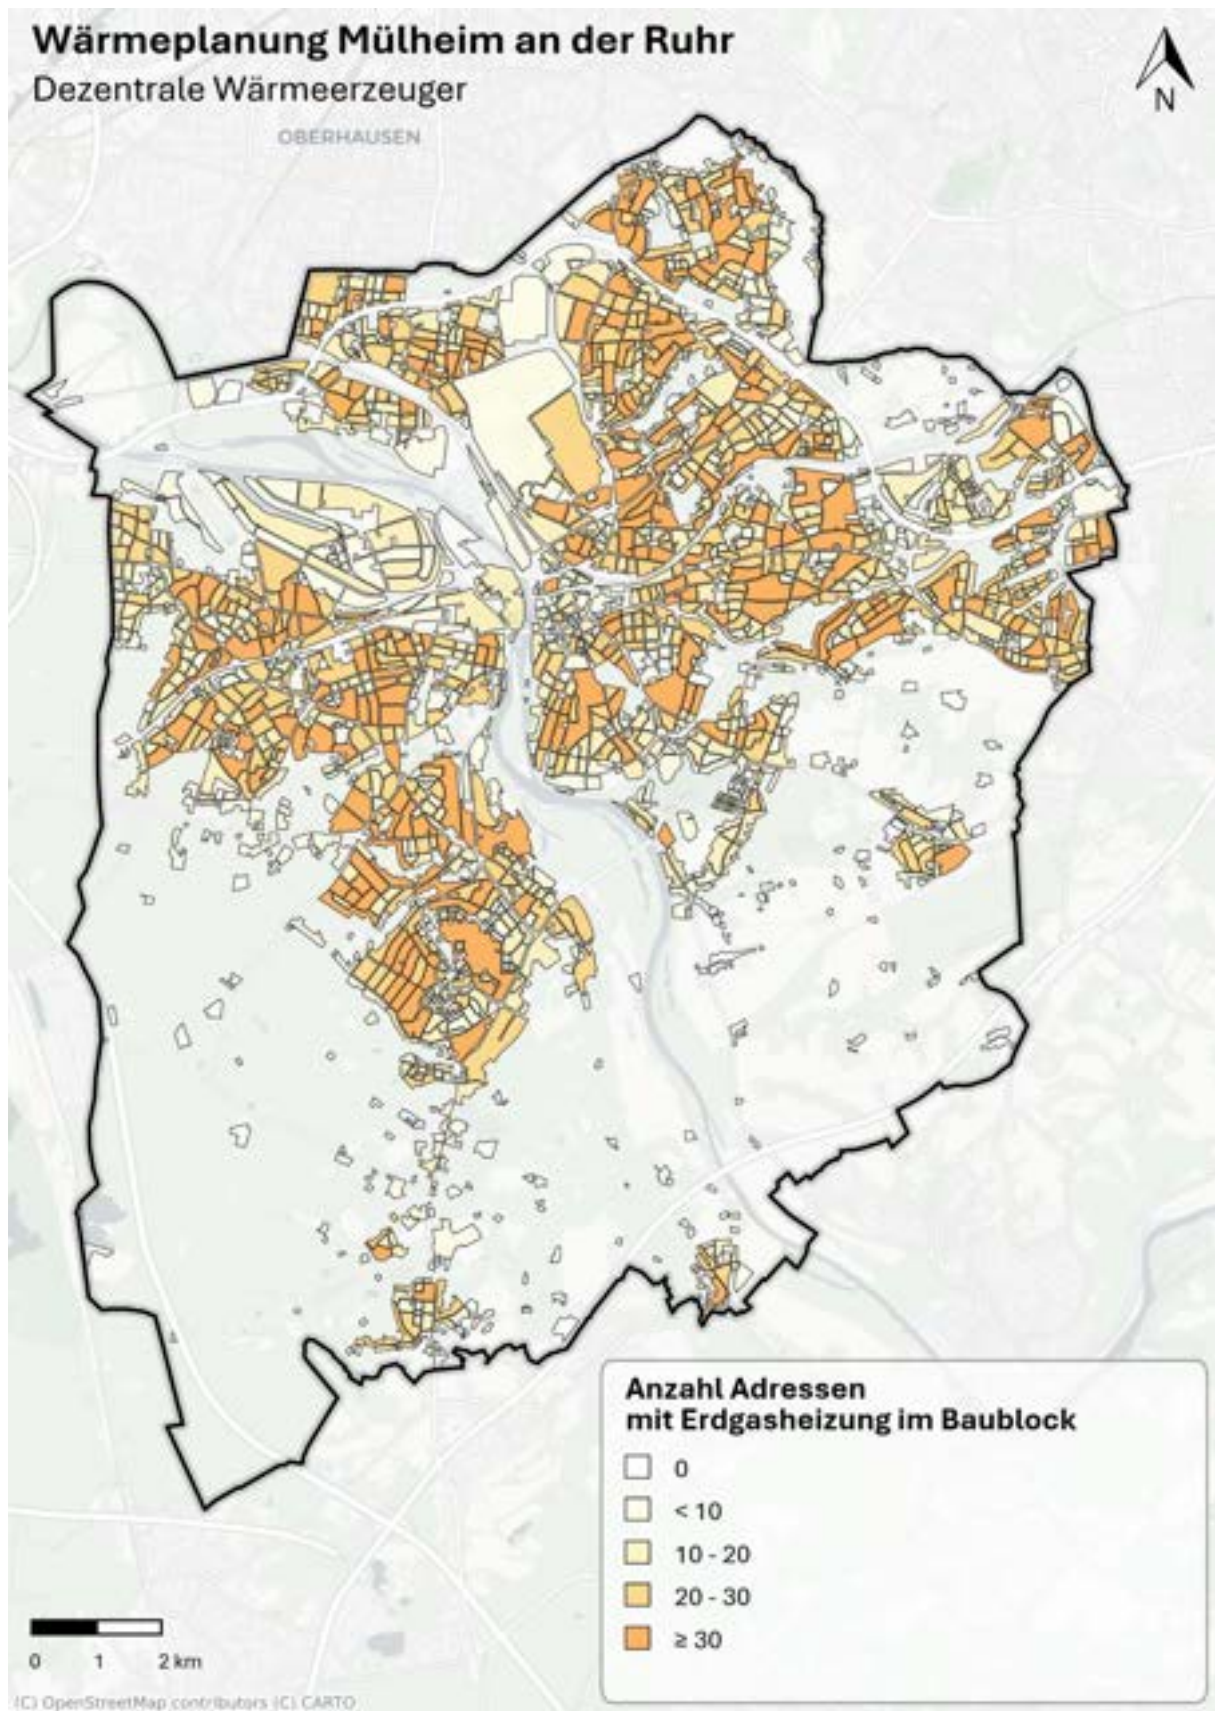 Wärmeplanung Mülheim an der Ruhr
Dezentrale Wärmeerzeuger
N
OBERHAUSEN
Anzahl Adressen
mit Erdgasheizung im Baublock
0
< 10
10 - 20
20 - 30
≥ 30
0 1 2 km
(C) OpenStreetMap contributors (C) CARTO